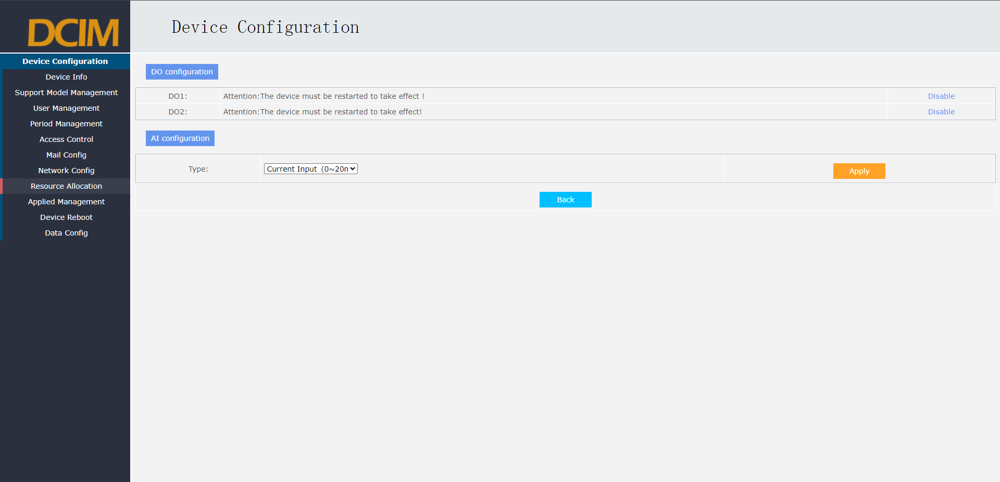 DCIM
Device Configuration
Device Configuration
Device Info
Support Model Management
User Management
Period Management
Access Control
Mail Config
Network Config
Resource Allocation
Applied Management
Device Reboot
Data Config
DO configuration
DO1: Attention:The device must be restarted to take effect ! Disable
DO2: Attention:The device must be restarted to take effect! Disable
AI configuration
Type: Current Input (0~20m Apply
Back